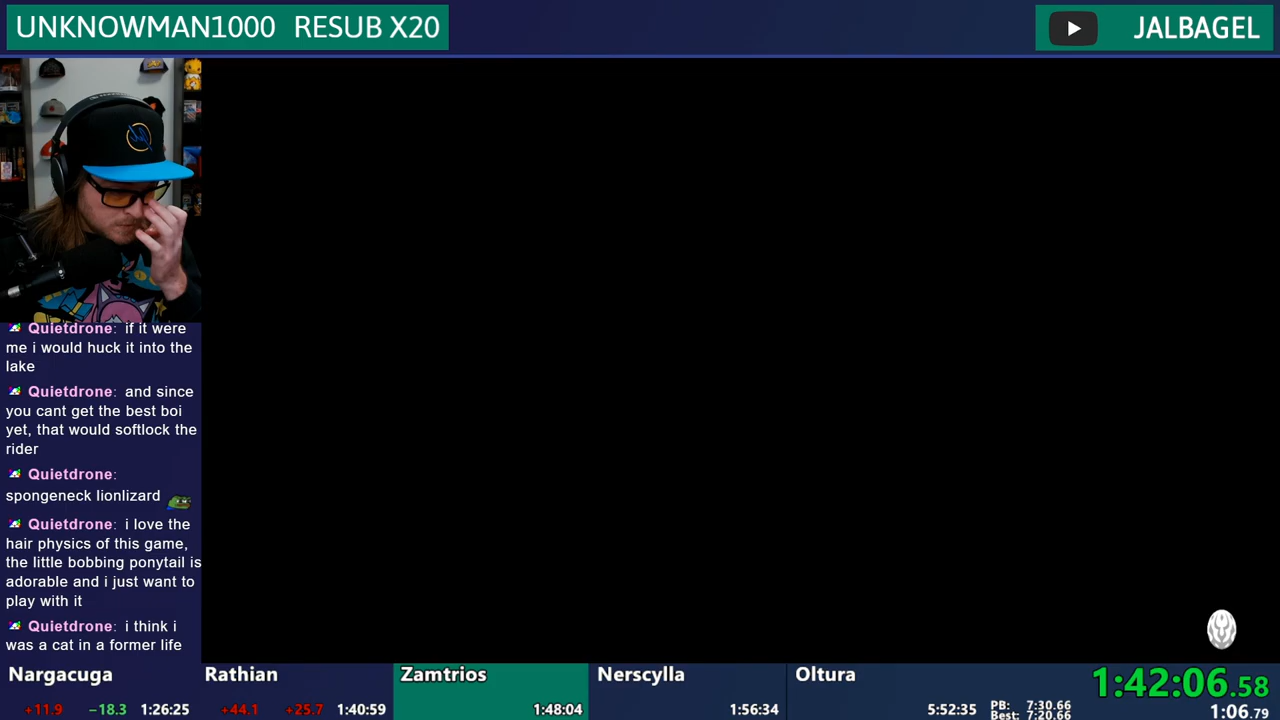 UNKNOWMAN1000 RESUB X20
JALBAGEL
Quietdrone: if it were
me i would huck it into the
lake
Quietdrone: and since
you cant get the best boi
yet, that would softlock the
rider
Quietdrone:
spongeneck lionlizard
Quietdrone: i love the
hair physics of this game,
the little bobbing ponytail is
adorable and i just want to
play with it
Quietdrone: i think i
was a cat in a former life
Nargacuga
+11.9 −18.3 1:26:25
Rathian
+44.1 +25.7 1:40:59
Zamtrios
1:48:04
Nerscylla
1:56:34
Oltura
5:52:35
1:42:06.58
PB: 7:30.66
Best: 7:20.66
1:06.79